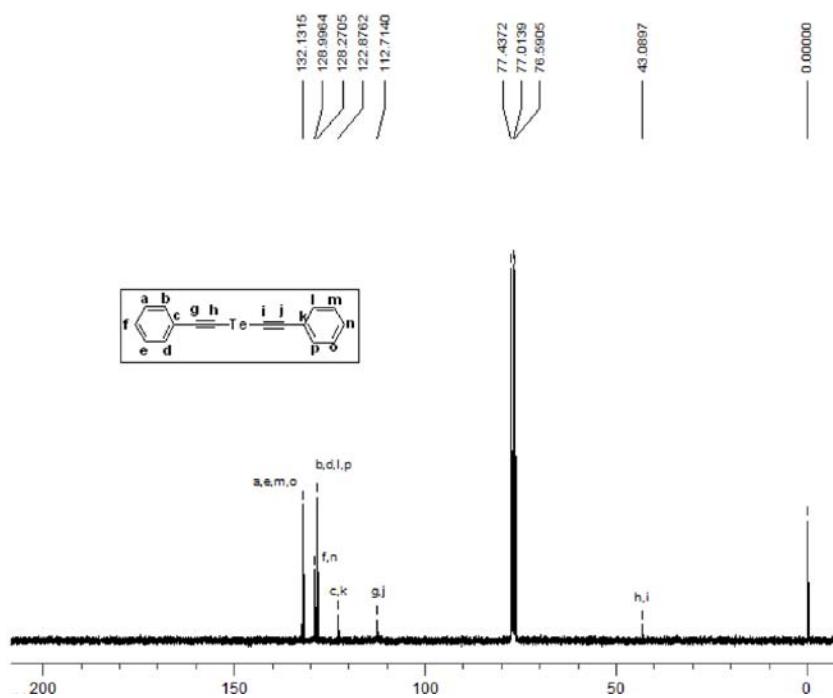 132.1315
128.9964
128.2705
122.8762
112.7140
77.4372
77.0139
76.5905
43.0897
0.00000
a b g h i j l m
f c Te k n
e d p o
b,d,l,p
a,e,m,o
f,n
c,k g,j h,i
200 150 100 50 0